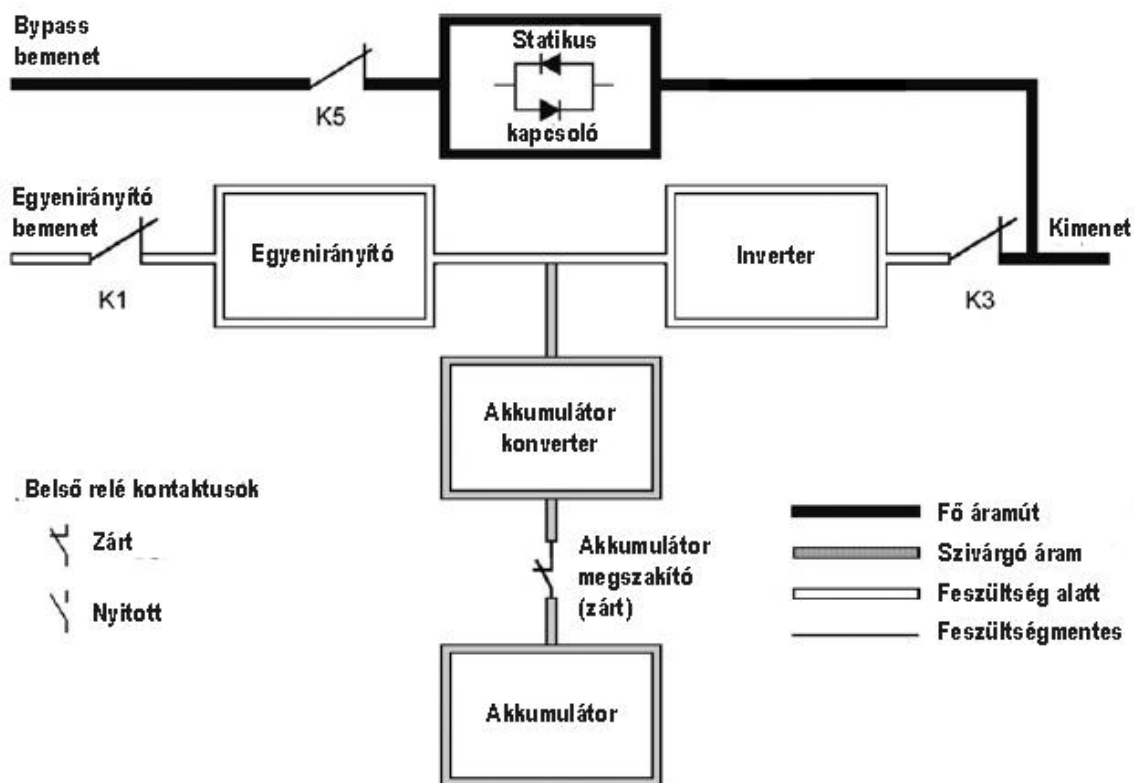 Bypass
bemenet
K5
Statikus
kapcsoló
Egyenirányító
bemenet
K1
Egyenirányító
Inverter
K3
Kimenet
Akkumulátor
konverter
Belső relé kontaktusok
Zárt
Nyitott
Akkumulátor
megszakító
(zárt)
Akkumulátor
Fő áramút
Szivárgó áram
Feszültség alatt
Feszültségmentes